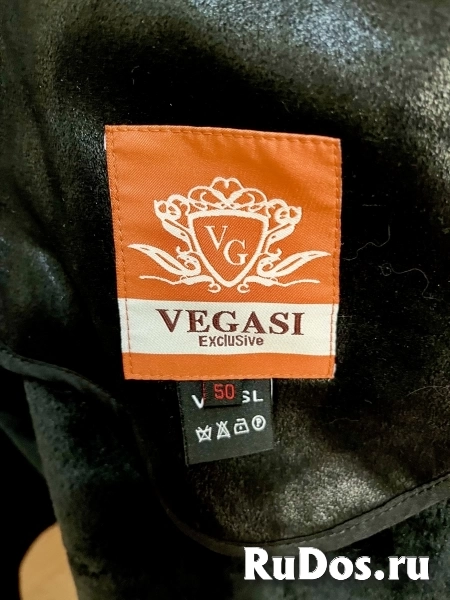 VG
VEGASI
Exclusive
50
V SL
RuDos.ru